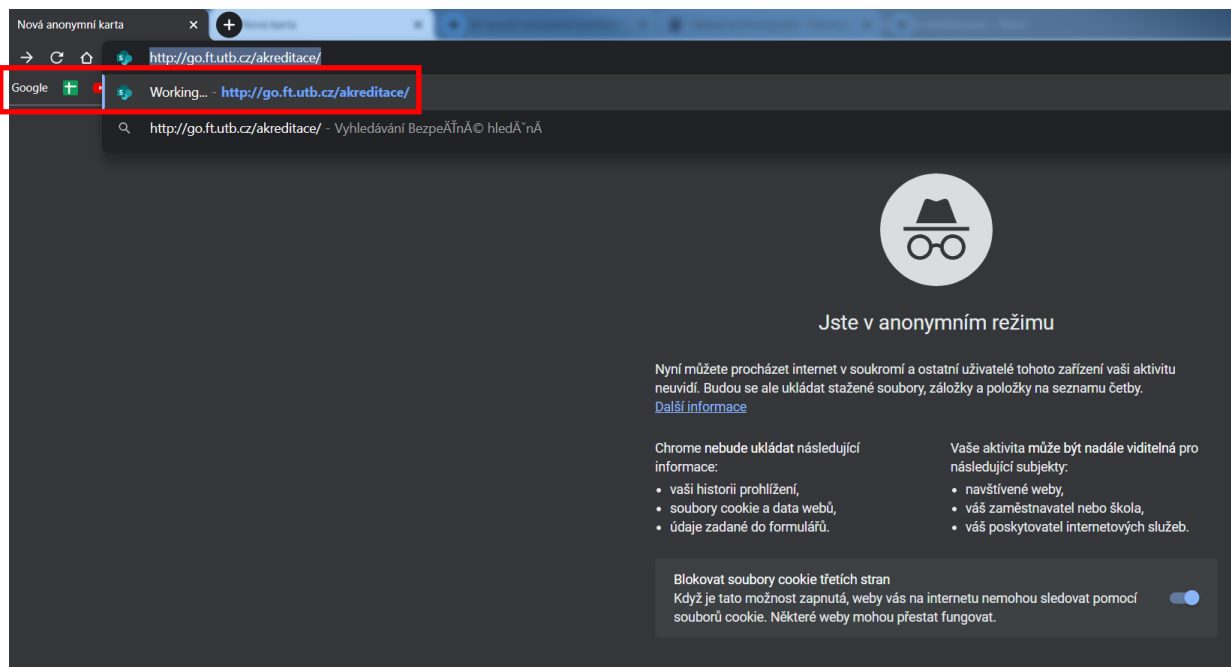 Nová anonymní karta
Nová karta
http://go.ft.utb.cz/akreditace/
Google
Working... - http://go.ft.utb.cz/akreditace/
http://go.ft.utb.cz/akreditace/ - Vyhledávání BezpeÄŤnÄ© hledÄˇnÄ
Jste v anonymním režimu
Nyní můžete procházet internet v soukromí a ostatní uživatelé tohoto zařízení vaši aktivitu
neuvidí. Budou se ale ukládat stažené soubory, záložky a položky na seznamu četby.
Další informace
Chrome nebude ukládat následující
informace:
• vaši historii prohlížení,
• soubory cookie a data webů,
• údaje zadané do formulářů.
Vaše aktivita může být nadále viditelná pro
následující subjekty:
• navštívené weby,
• váš zaměstnavatel nebo škola,
• váš poskytovatel internetových služeb.
Blokovat soubory cookie třetích stran
Když je tato možnost zapnutá, weby vás na internetu nemohou sledovat pomocí
souborů cookie. Některé weby mohou přestat fungovat.